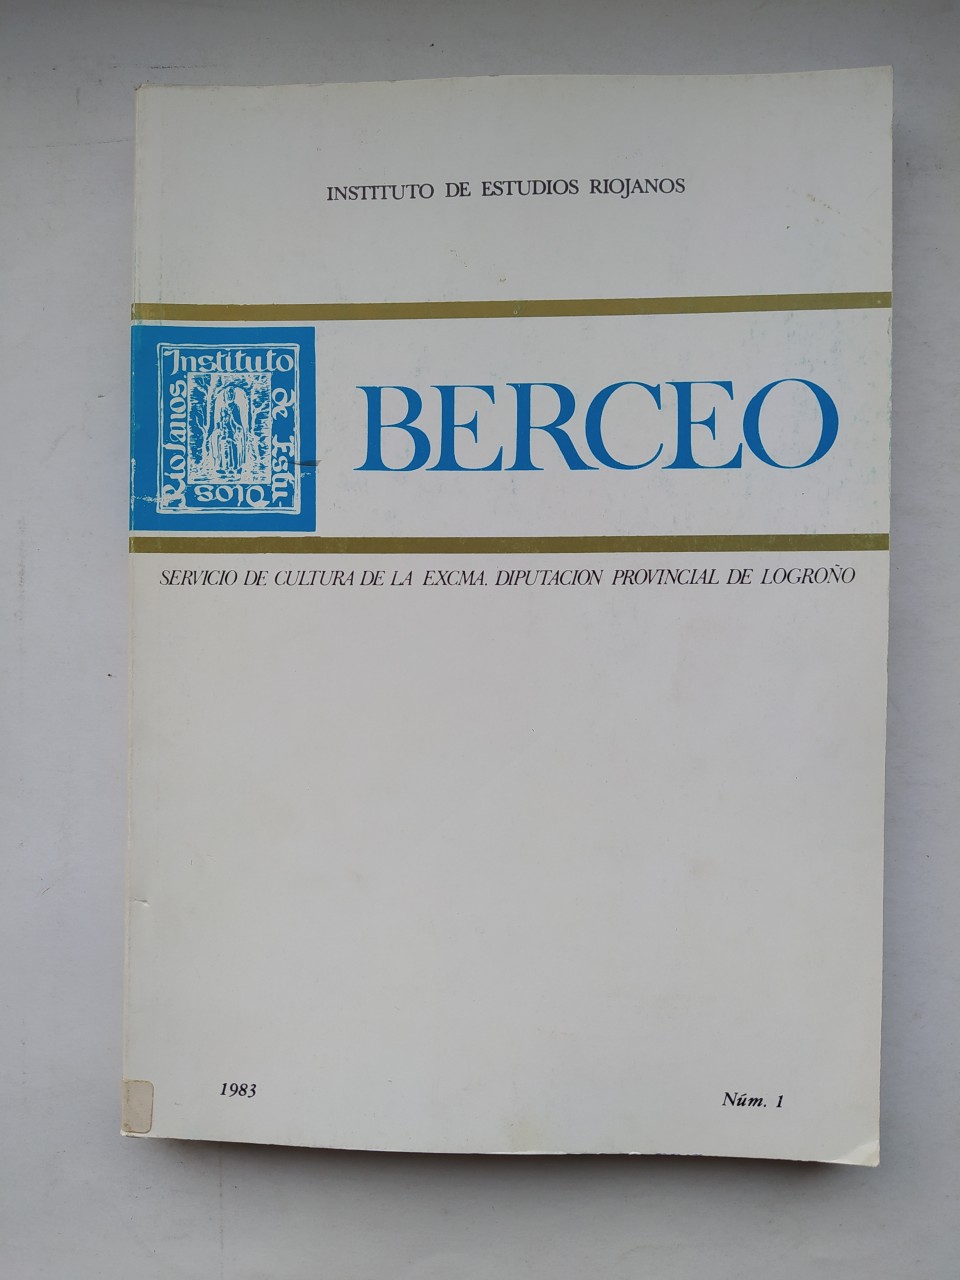 INSTITUTO DE ESTUDIOS RIOJANOS
Instituto
de Estu-
dios
Riojanos.
BERCEO
SERVICIO DE CULTURA DE LA EXCMA. DIPUTACION PROVINCIAL DE LOGROÑO
1983
Núm. 1